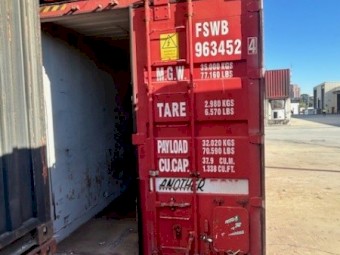 FSWB
963452 4
M.G.W. 35.000 KGS
77.160 LBS
TARE 2.980 KGS
6.570 LBS
PAYLOAD 32.020 KGS
70.590 LBS
CU.CAP. 32.9 CU.M.
1.338 CU.FT.
ANOTHER